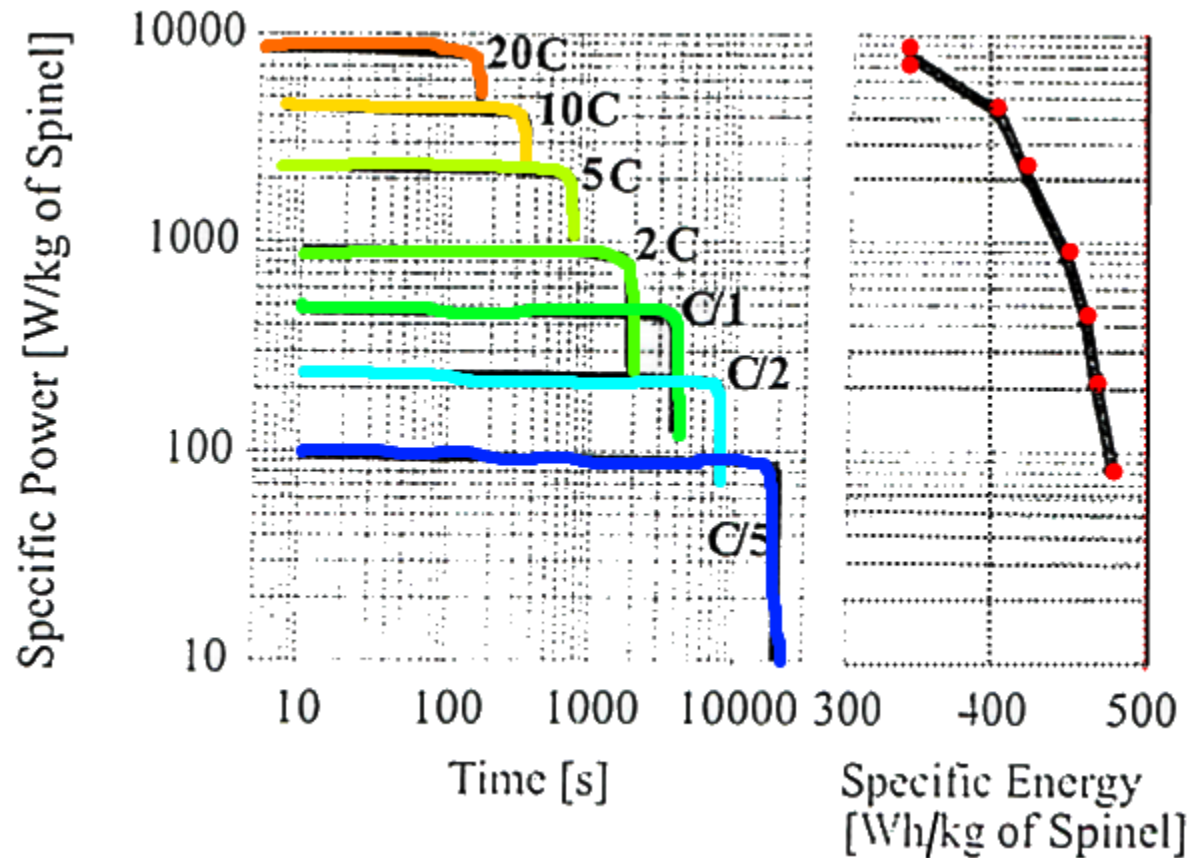 Specific Power [W/kg of Spinel]
10000
1000
100
10
20C
10C
5C
2C
C/1
C/2
C/5
10 100 1000 10000
Time [s]
300 400 500
Specific Energy
[Wh/kg of Spinel]